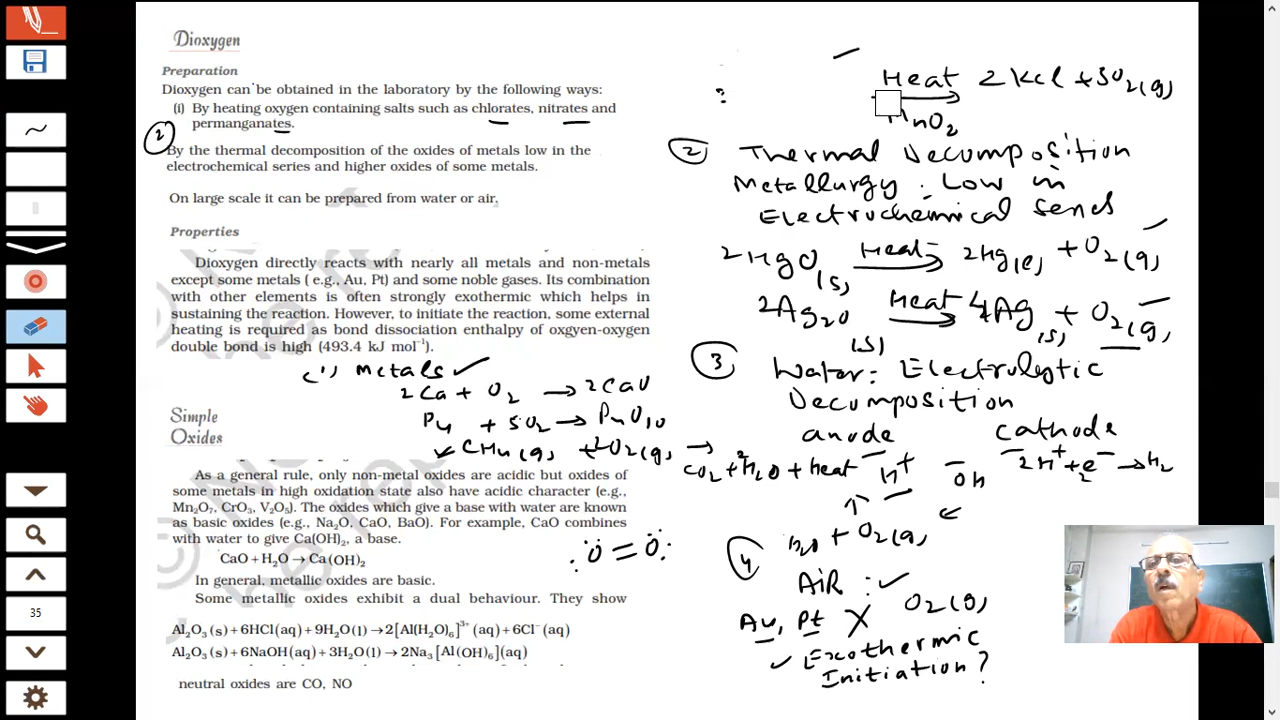 Dioxygen
Preparation
Dioxygen can be obtained in the laboratory by the following ways:
(i) By heating oxygen containing salts such as chlorates, nitrates and
permanganates.
2
By the thermal decomposition of the oxides of metals low in the
electrochemical series and higher oxides of some metals.
On large scale it can be prepared from water or air.
Properties
Dioxygen directly reacts with nearly all metals and non-metals
except some metals ( e.g., Au, Pt) and some noble gases. Its combination
with other elements is often strongly exothermic which helps in
sustaining the reaction. However, to initiate the reaction, some external
heating is required as bond dissociation enthalpy of oxgyen-oxygen
double bond is high (493.4 kJ mol⁻¹).
(1) Metals ✓
2Ca + O2 → 2CaO
P4 + 5O2 → P4O10
CH4(g) + 2O2(g) →
CO2 + 2H2O + heat
Simple
Oxides
As a general rule, only non-metal oxides are acidic but oxides of
some metals in high oxidation state also have acidic character (e.g.,
Mn₂O₇, CrO₃, V₂O₅). The oxides which give a base with water are known
as basic oxides (e.g., Na₂O, CaO, BaO). For example, CaO combines
with water to give Ca(OH)₂, a base.
CaO + H₂O → Ca(OH)₂
In general, metallic oxides are basic.
Some metallic oxides exhibit a dual behaviour. They show
Al₂O₃(s) + 6HCl(aq) + 9H₂O(l) → 2[Al(H₂O)₆]³⁺(aq) + 6Cl⁻(aq)
Al₂O₃(s) + 6NaOH(aq) + 3H₂O(l) → 2Na₃[Al(OH)₆](aq)
neutral oxides are CO, NO
:Ö=Ö:
Heat 2KCl + 3O2(g)
MnO2
2 Thermal Decomposition
Metallurgy : Low in
Electrochemical
2HgO(s) Heat→ 2Hg(l) + O2(g)
2Ag2O(s) Heat→ 4Ag(s) + O2(g)
3 Water: Electrolytic
Decomposition
anode cathode
H+ OH 2H+ + 2e → H2
H2O + O2(g)
4 AiR : ✓
Au, Pt X O2(g)
✓ Exothermic
Initiation?
35